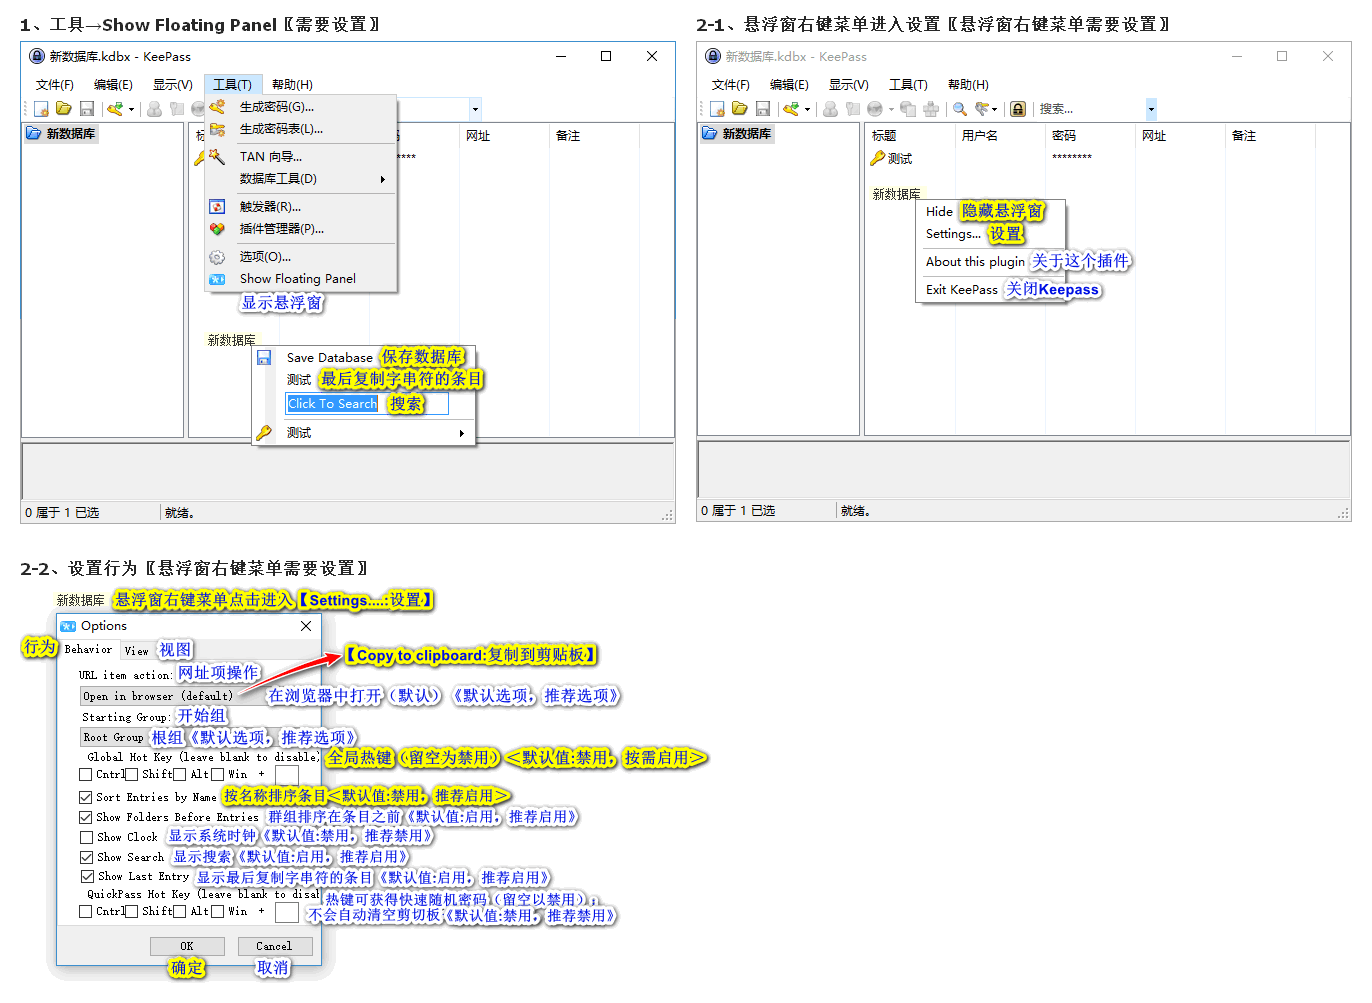 1、工具→Show Floating Panel〖需要设置〗
新数据库.kdbx - KeePass
文件(F) 编辑(E) 显示(V) 工具(T) 帮助(H)
新数据库
生成密码(G)...
生成密码表(L)...
TAN 向导...
数据库工具(D)
触发器(R)...
插件管理器(P)...
选项(O)...
Show Floating Panel
显示悬浮窗
网址 备注
****
新数据库
Save Database 保存数据库
测试 最后复制字串符的条目
Click To Search 搜索
测试
0 属于 1 已选 就绪。
2-1、悬浮窗右键菜单进入设置〖悬浮窗右键菜单需要设置〗
新数据库.kdbx - KeePass
文件(F) 编辑(E) 显示(V) 工具(T) 帮助(H)
搜索...
新数据库
标题 用户名 密码 网址 备注
测试 ********
新数据库
Hide 隐藏悬浮窗
Settings... 设置
About this plugin 关于这个插件
Exit KeePass 关闭Keepass
0 属于 1 已选 就绪。
2-2、设置行为〖悬浮窗右键菜单需要设置〗
新数据库 悬浮窗右键菜单点击进入【Settings....:设置】
Options
行为 Behavior View 视图
【Copy to clipboard:复制到剪贴板】
URL item action: 网址项操作
Open in browser (default) 在浏览器中打开（默认）《默认选项，推荐选项》
Starting Group: 开始组
Root Group 根组《默认选项，推荐选项》
Global Hot Key (leave blank to disable) 全局热键（留空为禁用）＜默认值:禁用，按需启用＞
Cntrl Shift Alt Win +
Sort Entries by Name 按名称排序条目＜默认值:禁用，推荐启用＞
Show Folders Before Entries 群组排序在条目之前《默认值:启用，推荐启用》
Show Clock 显示系统时钟《默认值:禁用，推荐禁用》
Show Search 显示搜索《默认值:启用，推荐启用》
Show Last Entry 显示最后复制字串符的条目《默认值:启用，推荐启用》
QuickPass Hot Key (leave blank to disab 热键可获得快速随机密码（留空以禁用）；
Cntrl Shift Alt Win + 不会自动清空剪切板《默认值:禁用，推荐禁用》
OK Cancel
确定 取消